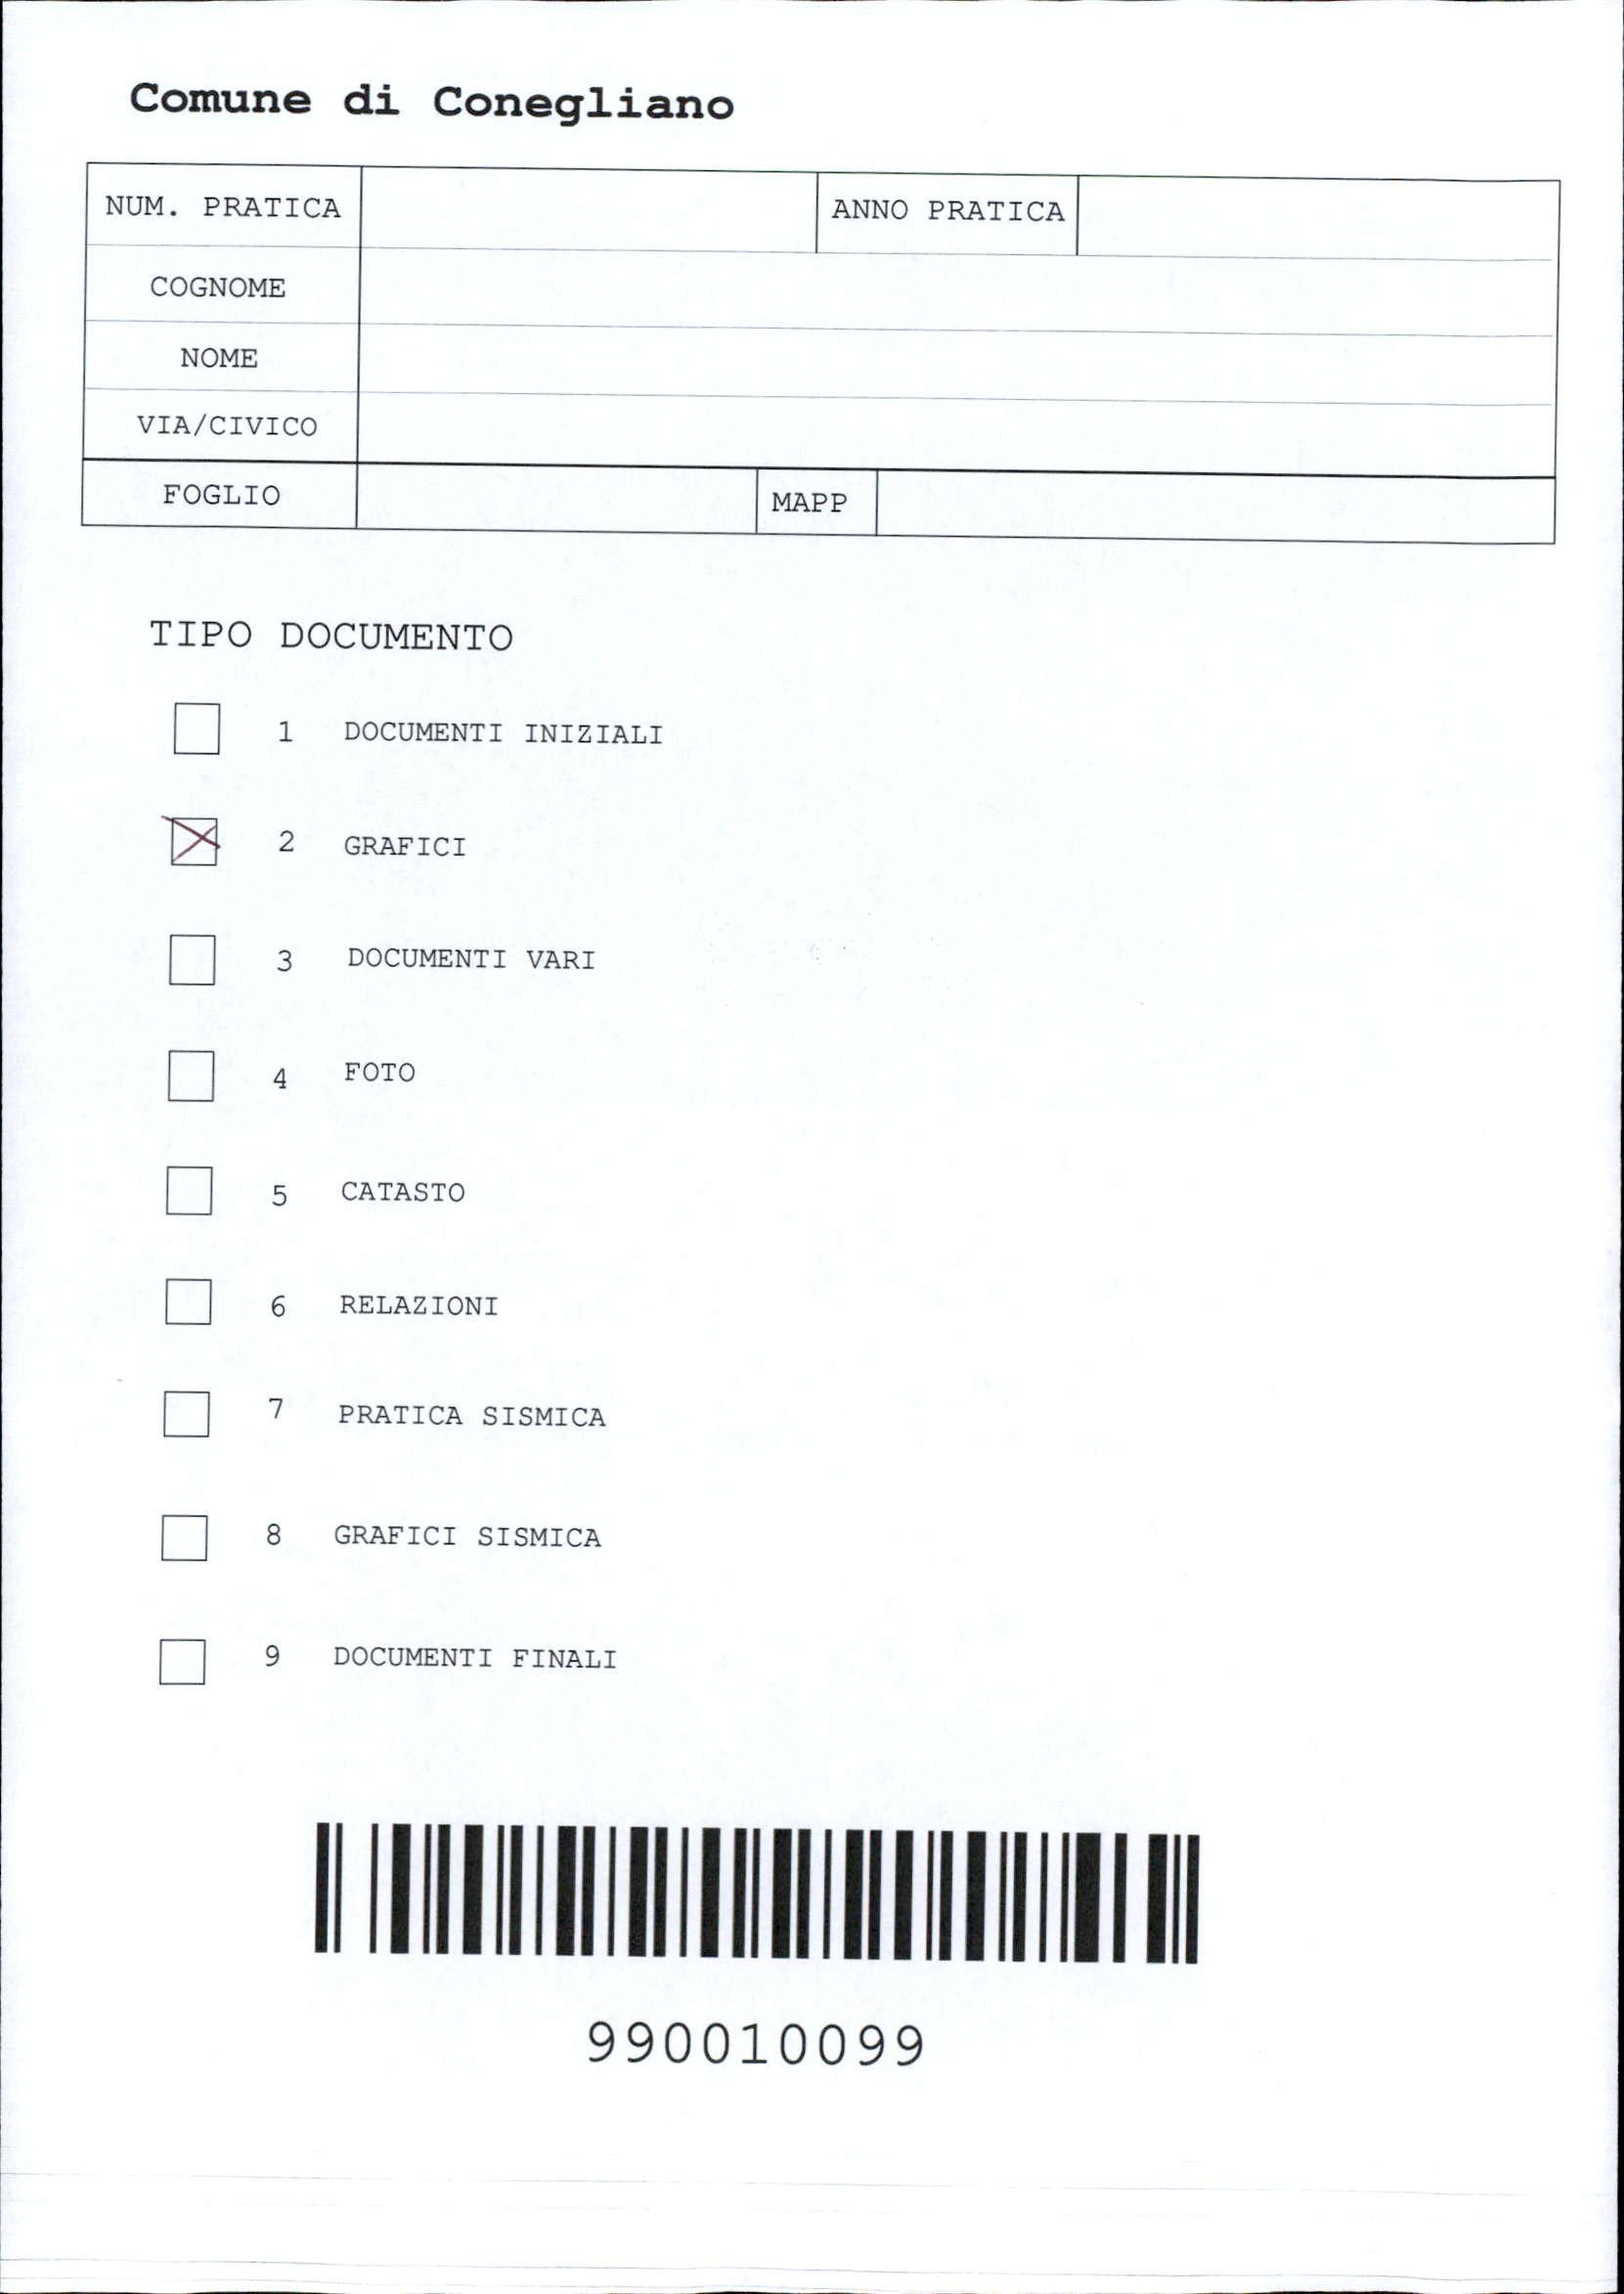 Comune di Conegliano
NUM. PRATICA ANNO PRATICA
COGNOME
NOME
VIA/CIVICO
FOGLIO MAPP
TIPO DOCUMENTO
1 DOCUMENTI INIZIALI
2 GRAFICI
3 DOCUMENTI VARI
4 FOTO
5 CATASTO
6 RELAZIONI
7 PRATICA SISMICA
8 GRAFICI SISMICA
9 DOCUMENTI FINALI
990010099